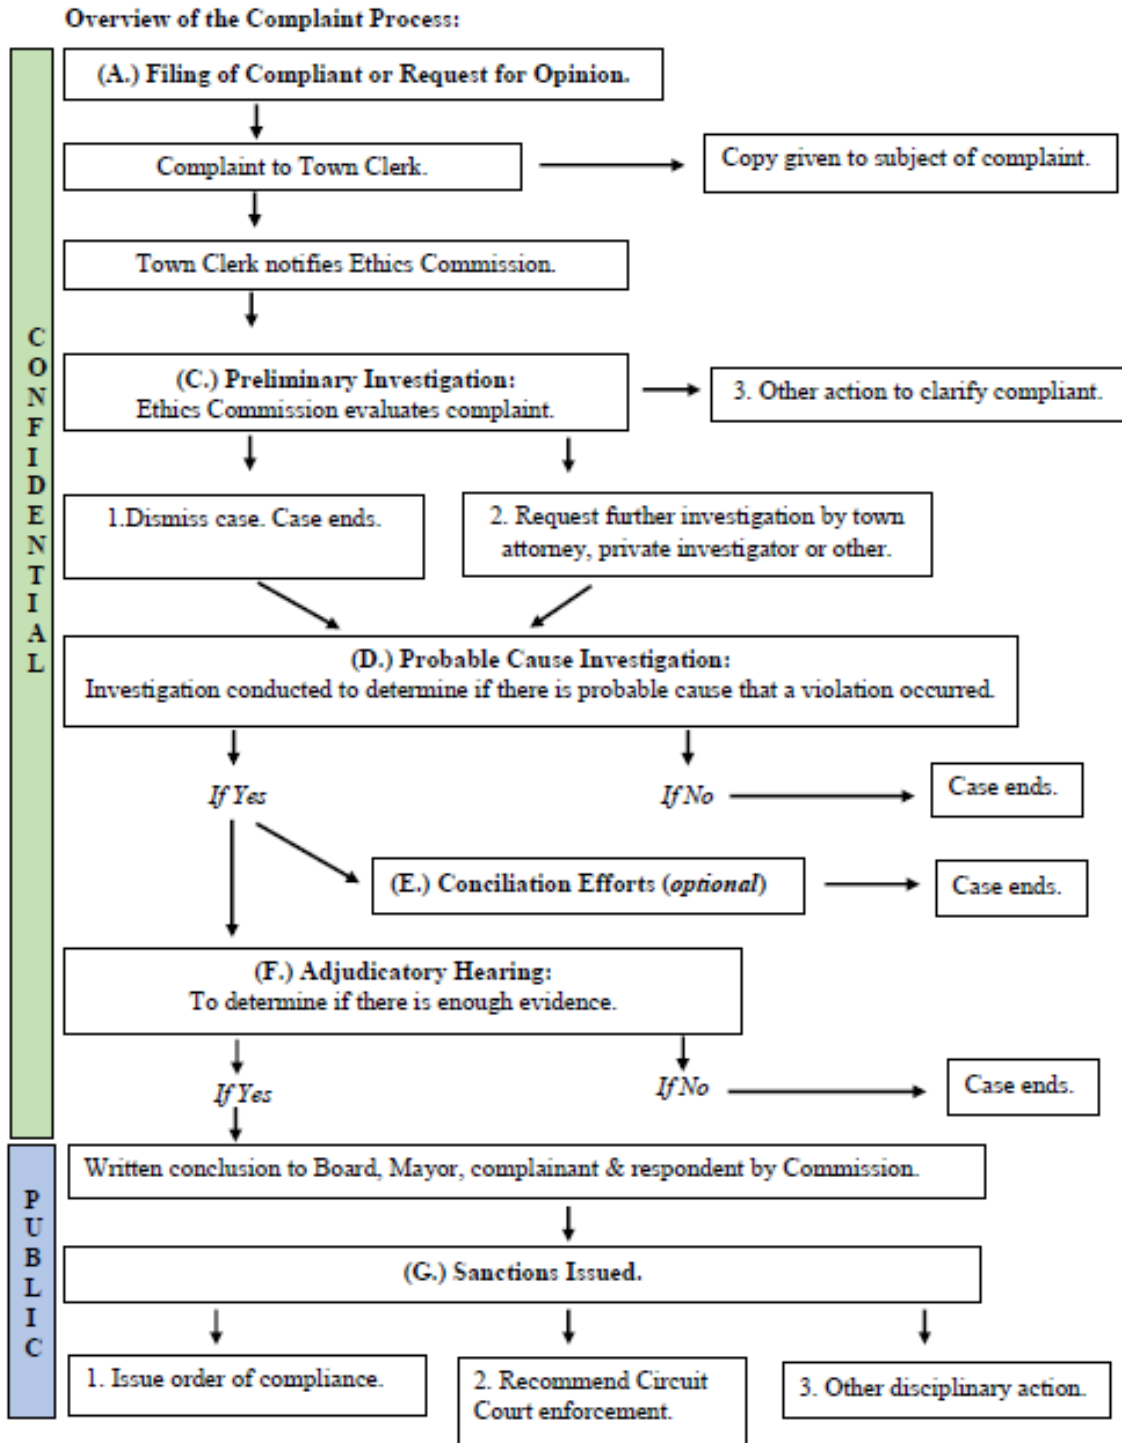 Overview of the Complaint Process:
CONFIDENTIAL
(A.) Filing of Compliant or Request for Opinion.
Complaint to Town Clerk.
Copy given to subject of complaint.
Town Clerk notifies Ethics Commission.
(C.) Preliminary Investigation:
Ethics Commission evaluates complaint.
3. Other action to clarify compliant.
1.Dismiss case. Case ends.
2. Request further investigation by town
attorney, private investigator or other.
(D.) Probable Cause Investigation:
Investigation conducted to determine if there is probable cause that a violation occurred.
If Yes
If No
Case ends.
(E.) Conciliation Efforts (optional)
Case ends.
(F.) Adjudicatory Hearing:
To determine if there is enough evidence.
If Yes
If No
Case ends.
PUBLIC
Written conclusion to Board, Mayor, complainant & respondent by Commission.
(G.) Sanctions Issued.
1. Issue order of compliance.
2. Recommend Circuit
Court enforcement.
3. Other disciplinary action.